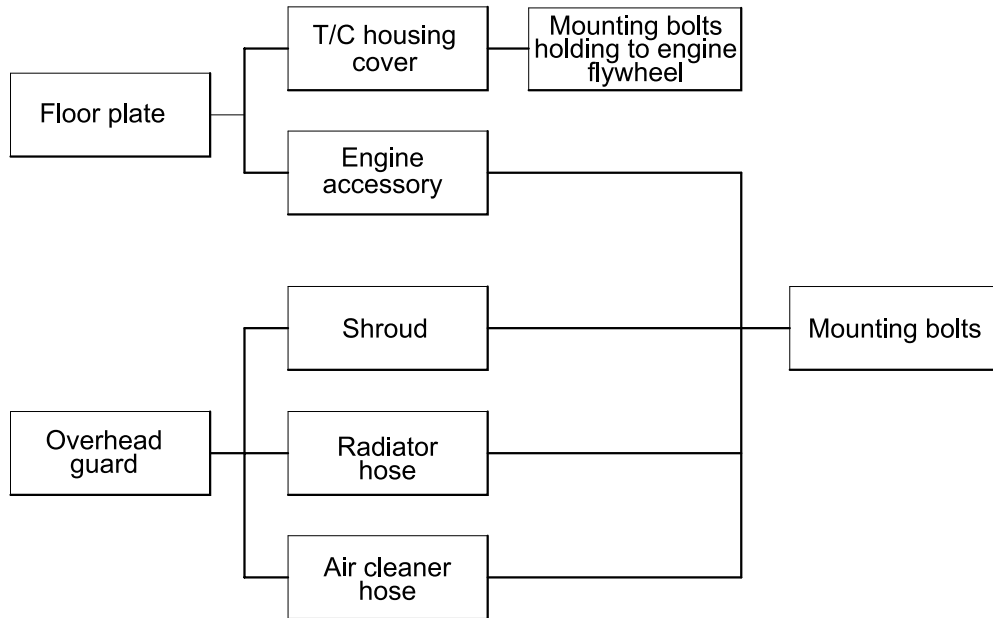 T/C housing
cover
Mounting bolts
holding to engine
flywheel
Floor plate
Engine
accessory
Shroud
Mounting bolts
Overhead
guard
Radiator
hose
Air cleaner
hose